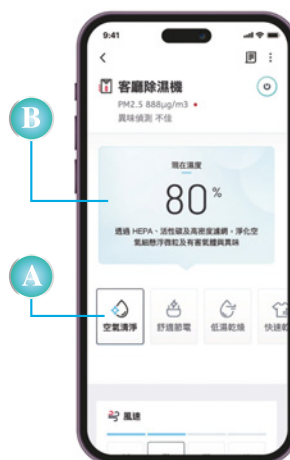 9:41
客廳除濕機
PM2.5 888μg/m3
異味偵測 不佳
B
現在濕度
80%
透過 HEPA、活性碳及高密度濾網,淨化空
氣細懸浮微粒及有害氣體與異味
A
空氣清淨
舒適節電
低濕乾燥
快速乾
風速